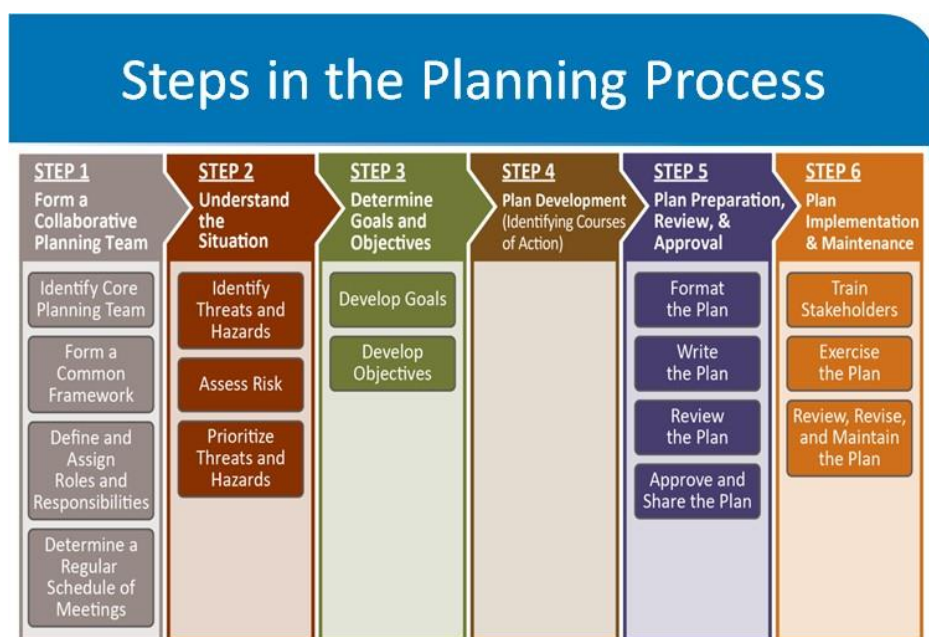 Steps in the Planning Process
STEP 1
Form a
Collaborative
Planning Team
Identify Core
Planning Team
Form a
Common
Framework
Define and
Assign
Roles and
Responsibilities
Determine a
Regular
Schedule of
Meetings
STEP 2
Understand
the
Situation
Identify
Threats and
Hazards
Assess Risk
Prioritize
Threats and
Hazards
STEP 3
Determine
Goals and
Objectives
Develop Goals
Develop
Objectives
STEP 4
Plan Development
(Identifying Courses
of Action)
STEP 5
Plan Preparation,
Review, &
Approval
Format
the Plan
Write
the Plan
Review
the Plan
Approve and
Share the Plan
STEP 6
Plan
Implementation
& Maintenance
Train
Stakeholders
Exercise
the Plan
Review, Revise,
and Maintain
the Plan